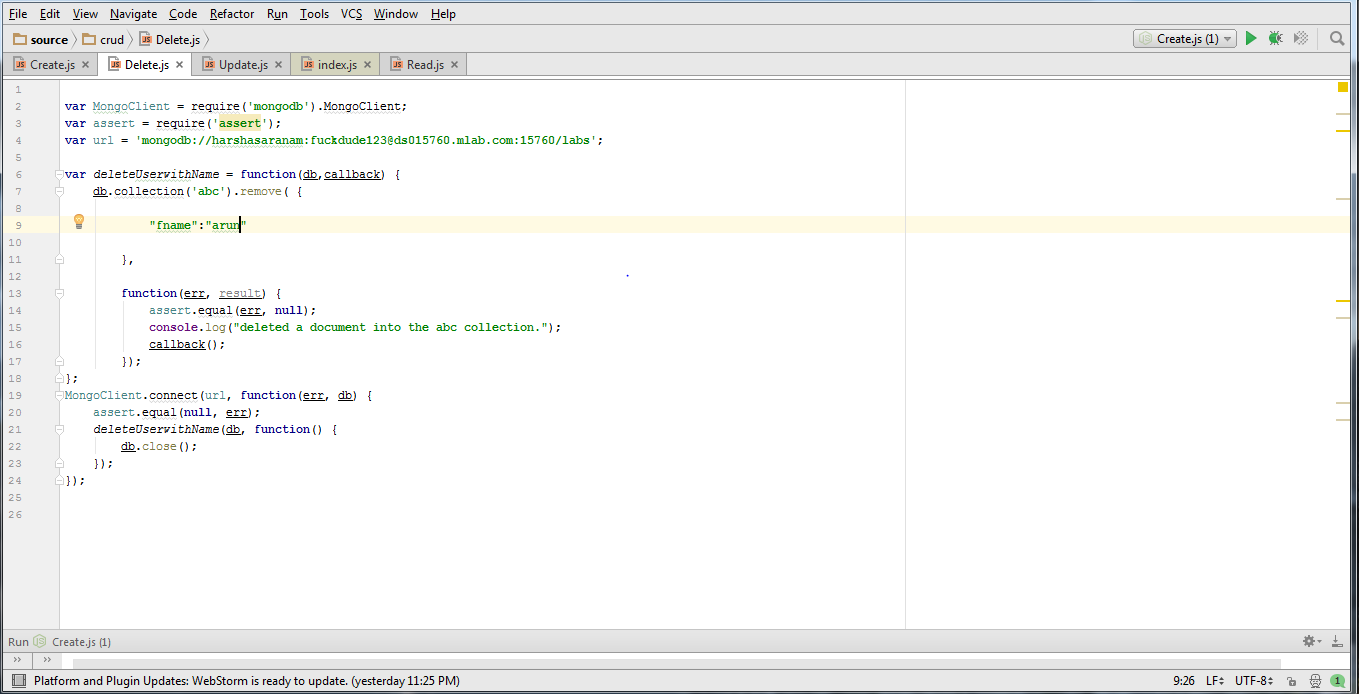 File Edit View Navigate Code Refactor Run Tools VCS Window Help
source crud Delete.js Create.js (1)
Create.js Delete.js Update.js index.js Read.js
1
2 var MongoClient = require('mongodb').MongoClient;
3 var assert = require('assert');
4 var url = 'mongodb://harshasaranam:fuckdude123@ds015760.mlab.com:15760/labs';
5
6 var deleteUserwithName = function(db,callback) {
7 db.collection('abc').remove( {
8
9 "fname":"arun"
10
11 },
12
13 function(err, result) {
14 assert.equal(err, null);
15 console.log("deleted a document into the abc collection.");
16 callback();
17 });
18 };
19 MongoClient.connect(url, function(err, db) {
20 assert.equal(null, err);
21 deleteUserwithName(db, function() {
22 db.close();
23 });
24 });
25
26
Run Create.js (1)
Platform and Plugin Updates: WebStorm is ready to update. (yesterday 11:25 PM) 9:26 LF UTF-8 1